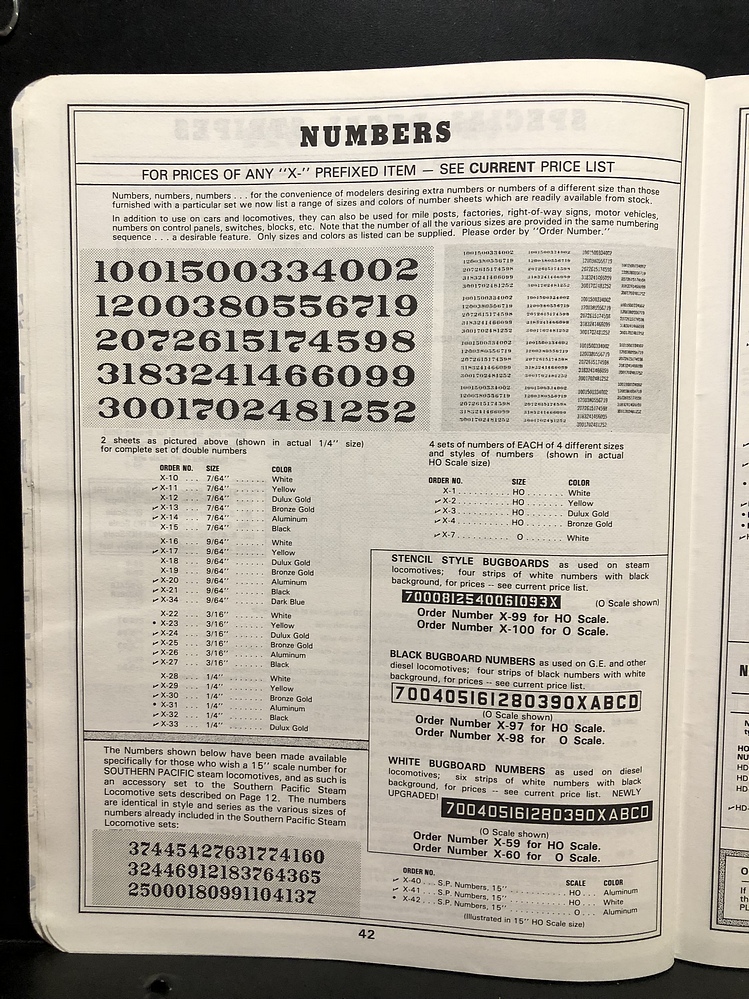 NUMBERS
FOR PRICES OF ANY "X-" PREFIXED ITEM — SEE CURRENT PRICE LIST
Numbers, numbers, numbers . . . for the convenience of modelers desiring extra numbers or numbers of a different size than those
furnished with a particular set we now list a range of sizes and colors of number sheets which are readily available from stock.
In addition to use on cars and locomotives, they can also be used for mile posts, factories, right-of-way signs, motor vehicles,
numbers on control panels, switches, blocks, etc. Note that the number of all the various sizes are provided in the same numbering
sequence . . . a desirable feature. Only sizes and colors as listed can be supplied. Please order by "Order Number."
1001500334002
1200380556719
2072615174598
3183241466099
3001702481252
2 sheets as pictured above (shown in actual 1/4" size)
for complete set of double numbers
ORDER NO. SIZE COLOR
X-10 . . . 7/64" . . . . . . . White
X-11 . . . 7/64" . . . . . . . Yellow
X-12 . . . 7/64" . . . . . . . Dulux Gold
X-13 . . . 7/64" . . . . . . . Bronze Gold
X-14 . . . 7/64" . . . . . . . Aluminum
X-15 . . . 7/64" . . . . . . . Black
X-16 . . . 9/64" . . . . . . . White
X-17 . . . 9/64" . . . . . . . Yellow
X-18 . . . 9/64" . . . . . . . Dulux Gold
X-19 . . . 9/64" . . . . . . . Bronze Gold
X-20 . . . 9/64" . . . . . . . Aluminum
X-21 . . . 9/64" . . . . . . . Black
X-34 . . . 9/64" . . . . . . . Dark Blue
X-22 . . . 3/16" . . . . . . . White
X-23 . . . 3/16" . . . . . . . Yellow
X-24 . . . 3/16" . . . . . . . Dulux Gold
X-25 . . . 3/16" . . . . . . . Bronze Gold
X-26 . . . 3/16" . . . . . . . Aluminum
X-27 . . . 3/16" . . . . . . . Black
X-28 . . . 1/4" . . . . . . . White
X-29 . . . 1/4" . . . . . . . Yellow
X-30 . . . 1/4" . . . . . . . Bronze Gold
X-31 . . . 1/4" . . . . . . . Aluminum
X-32 . . . 1/4" . . . . . . . Black
X-33 . . . 1/4" . . . . . . . Dulux Gold
The Numbers shown below have been made available
specifically for those who wish a 15" scale number for
SOUTHERN PACIFIC steam locomotives, and as such is
an accessory set to the Southern Pacific Steam
Locomotive sets described on Page 12. The numbers
are identical in style and series as the various sizes of
numbers already included in the Southern Pacific Steam
Locomotive sets:
37445427631774160
32446912183764365
25000180991104137
1001500334002
1200380556719
2072615174598
3183241466099
3001702481252
4 sets of numbers of EACH of 4 different sizes
and styles of numbers (shown in actual
HO Scale size)
ORDER NO. SIZE COLOR
X-1 . . . . . . . . . . HO . . . . . . . White
X-2 . . . . . . . . . . HO . . . . . . . Yellow
X-3 . . . . . . . . . . HO . . . . . . . Dulux Gold
X-4 . . . . . . . . . . HO . . . . . . . Bronze Gold
X-7 . . . . . . . . . . O . . . . . . . White
STENCIL STYLE BUGBOARDS as used on steam
locomotives; four strips of white numbers with black
background, for prices -- see current price list.
7000812540061093X (O Scale shown)
Order Number X-99 for HO Scale.
Order Number X-100 for O Scale.
BLACK BUGBOARD NUMBERS as used on G.E. and other
diesel locomotives; four strips of black numbers with white
background, for prices -- see current price list.
700405161280390XABCD
(O Scale shown)
Order Number X-97 for HO Scale.
Order Number X-98 for O Scale.
WHITE BUGBOARD NUMBERS as used on diesel
locomotives; six strips of white numbers with black
background, for prices -- see current price list. NEWLY
UPGRADED!
700405161280390XABCD
(O Scale shown)
Order Number X-59 for HO Scale.
Order Number X-60 for O Scale.
ORDER NO. SCALE COLOR
X-40 . . . S.P. Numbers, 15" . . . . . . . HO . . . Aluminum
X-41 . . . S.P. Numbers, 15" . . . . . . . HO . . . White
X-42 . . . S.P. Numbers, 15" . . . . . . . O . . . Aluminum
(Illustrated in 15" HO Scale size)
42